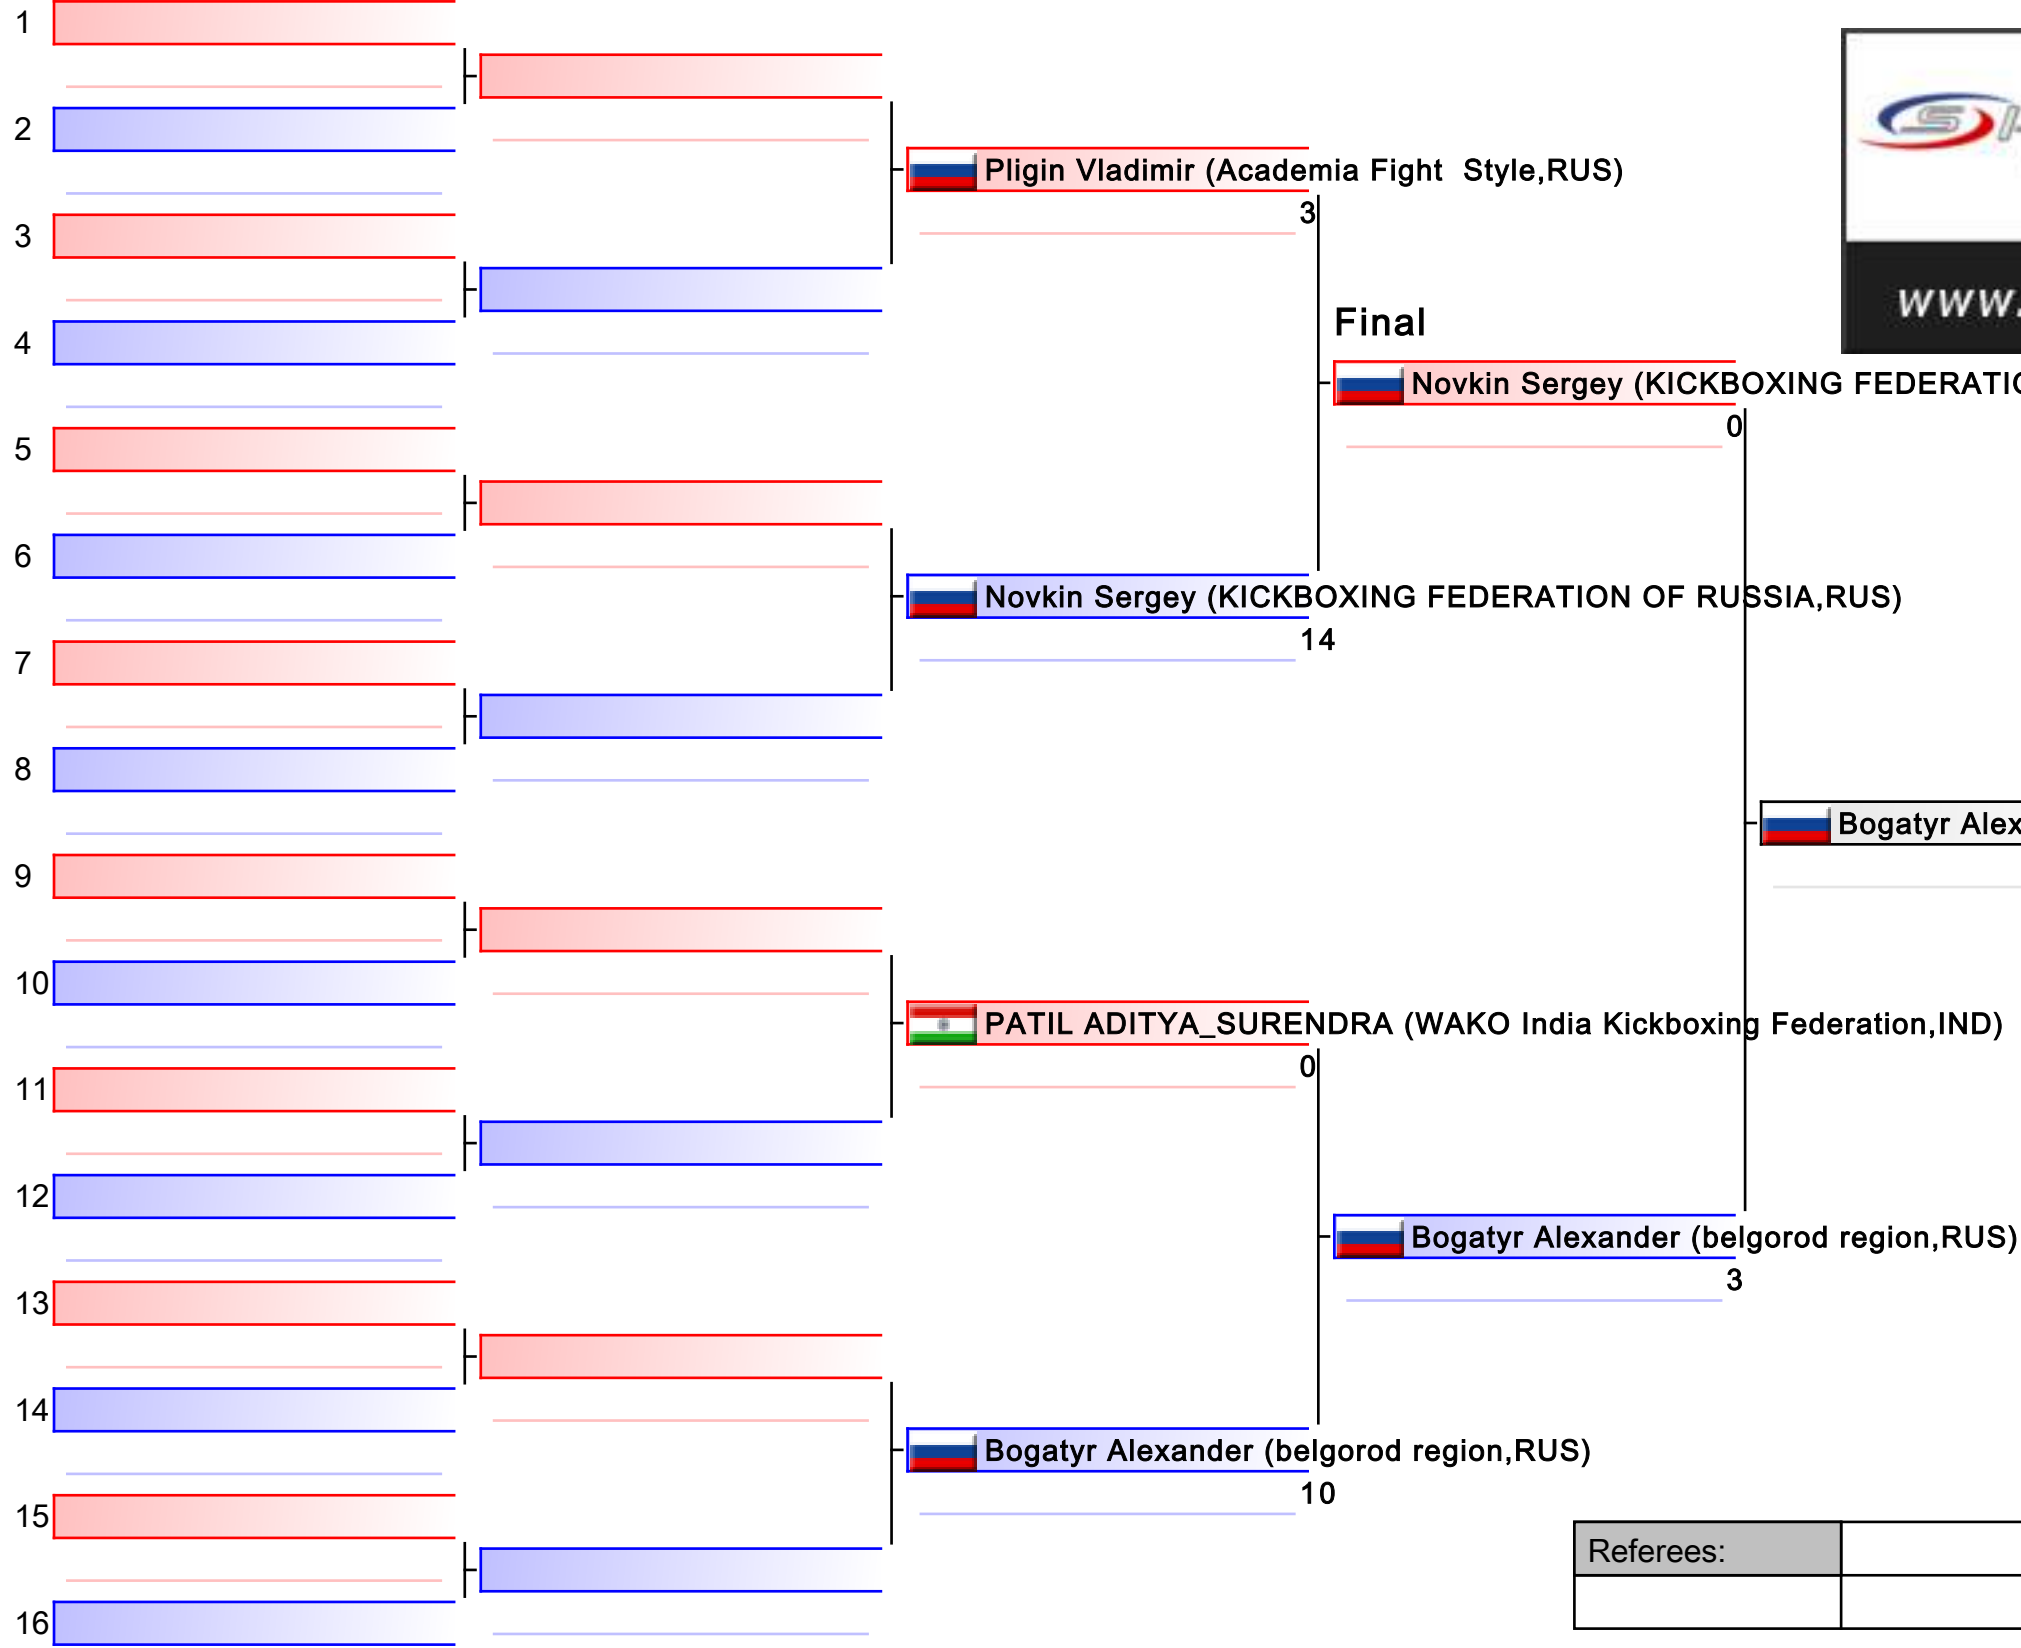 1
2
Pligin Vladimir (Academia Fight  Style,RUS)
3
3
Final
4
Novkin Sergey (KICKBOXING FEDERATIO
0
WWW.
5
6
Novkin Sergey (KICKBOXING FEDERATION OF RUSSIA,RUS)
14
7
8
Bogatyr Alex
9
10
PATIL ADITYA_SURENDRA (WAKO India Kickboxing Federation,IND)
0
11
12
Bogatyr Alexander (belgorod region,RUS)
3
13
14
Bogatyr Alexander (belgorod region,RUS)
10
15
Referees:
16